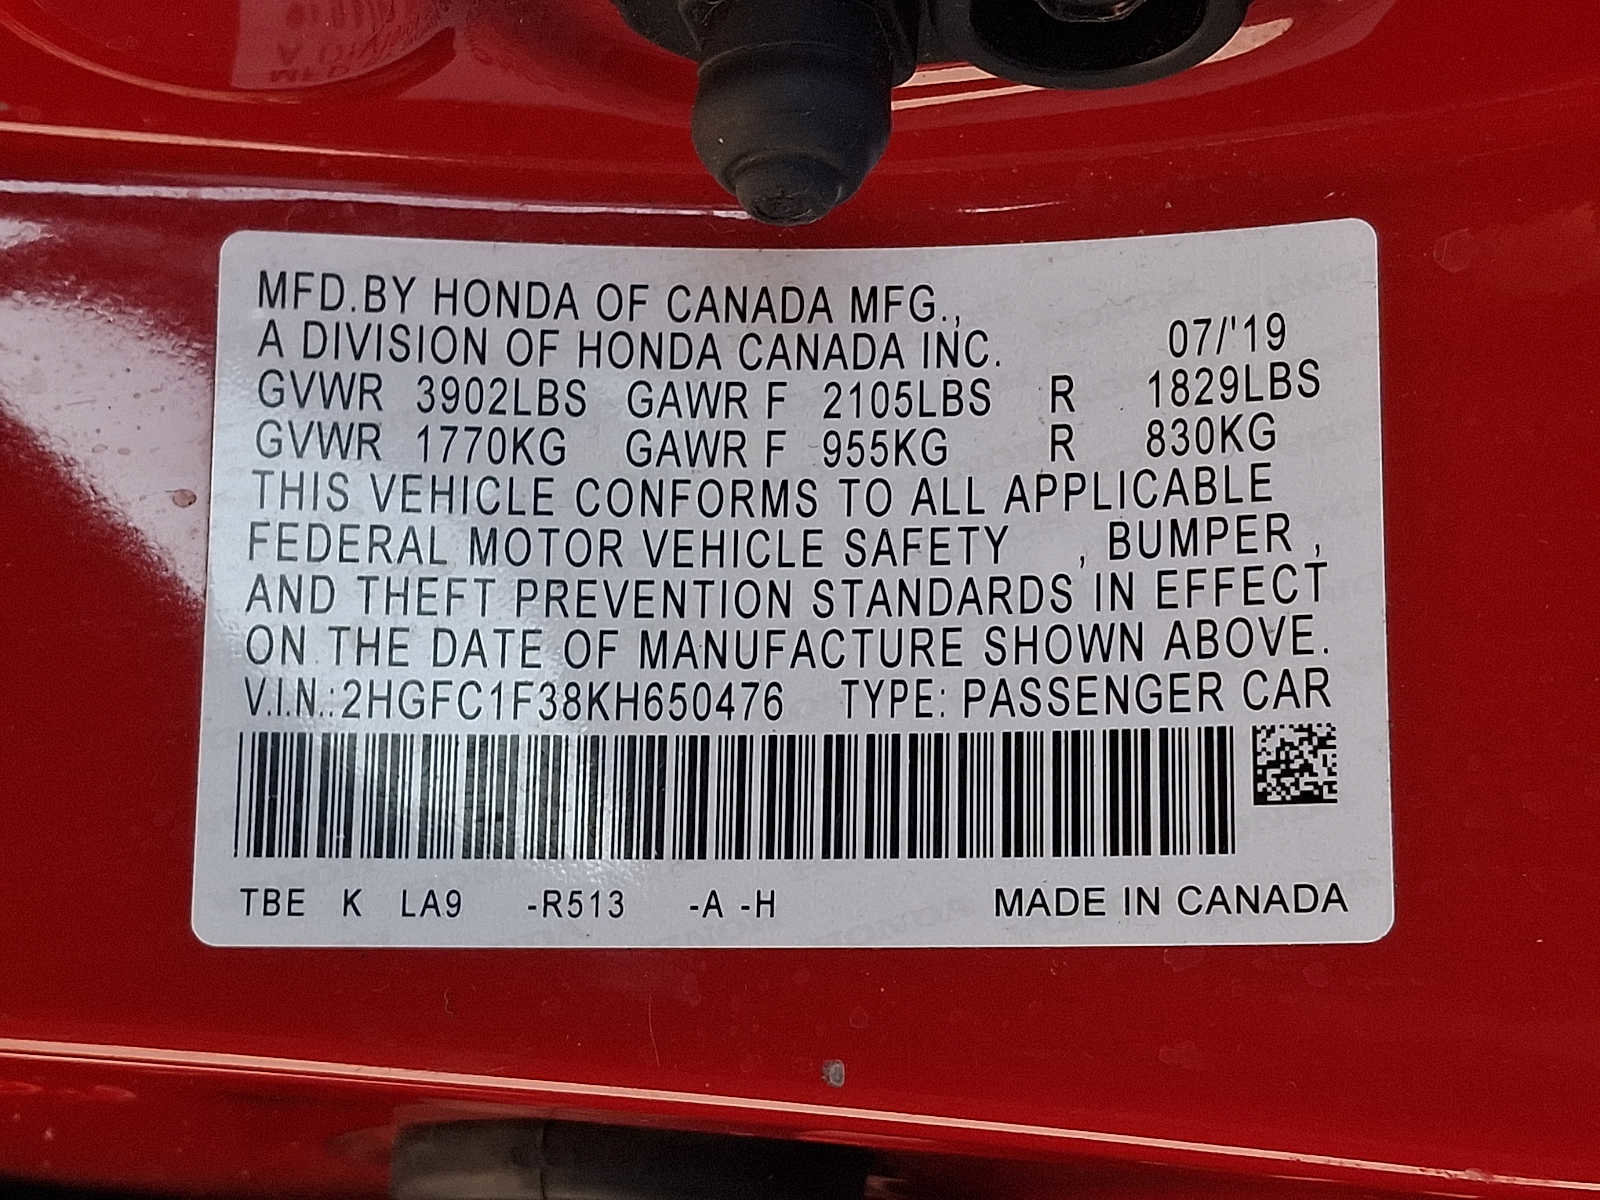 MFD.BY HONDA OF CANADA MFG.,
A DIVISION OF HONDA CANADA INC. 07/'19
GVWR 3902LBS GAWR F 2105LBS R 1829LBS
GVWR 1770KG GAWR F 955KG R 830KG
THIS VEHICLE CONFORMS TO ALL APPLICABLE
FEDERAL MOTOR VEHICLE SAFETY , BUMPER ,
AND THEFT PREVENTION STANDARDS IN EFFECT
ON THE DATE OF MANUFACTURE SHOWN ABOVE.
V.I.N.:2HGFC1F38KH650476 TYPE: PASSENGER CAR
TBE K LA9 -R513 -A -H MADE IN CANADA